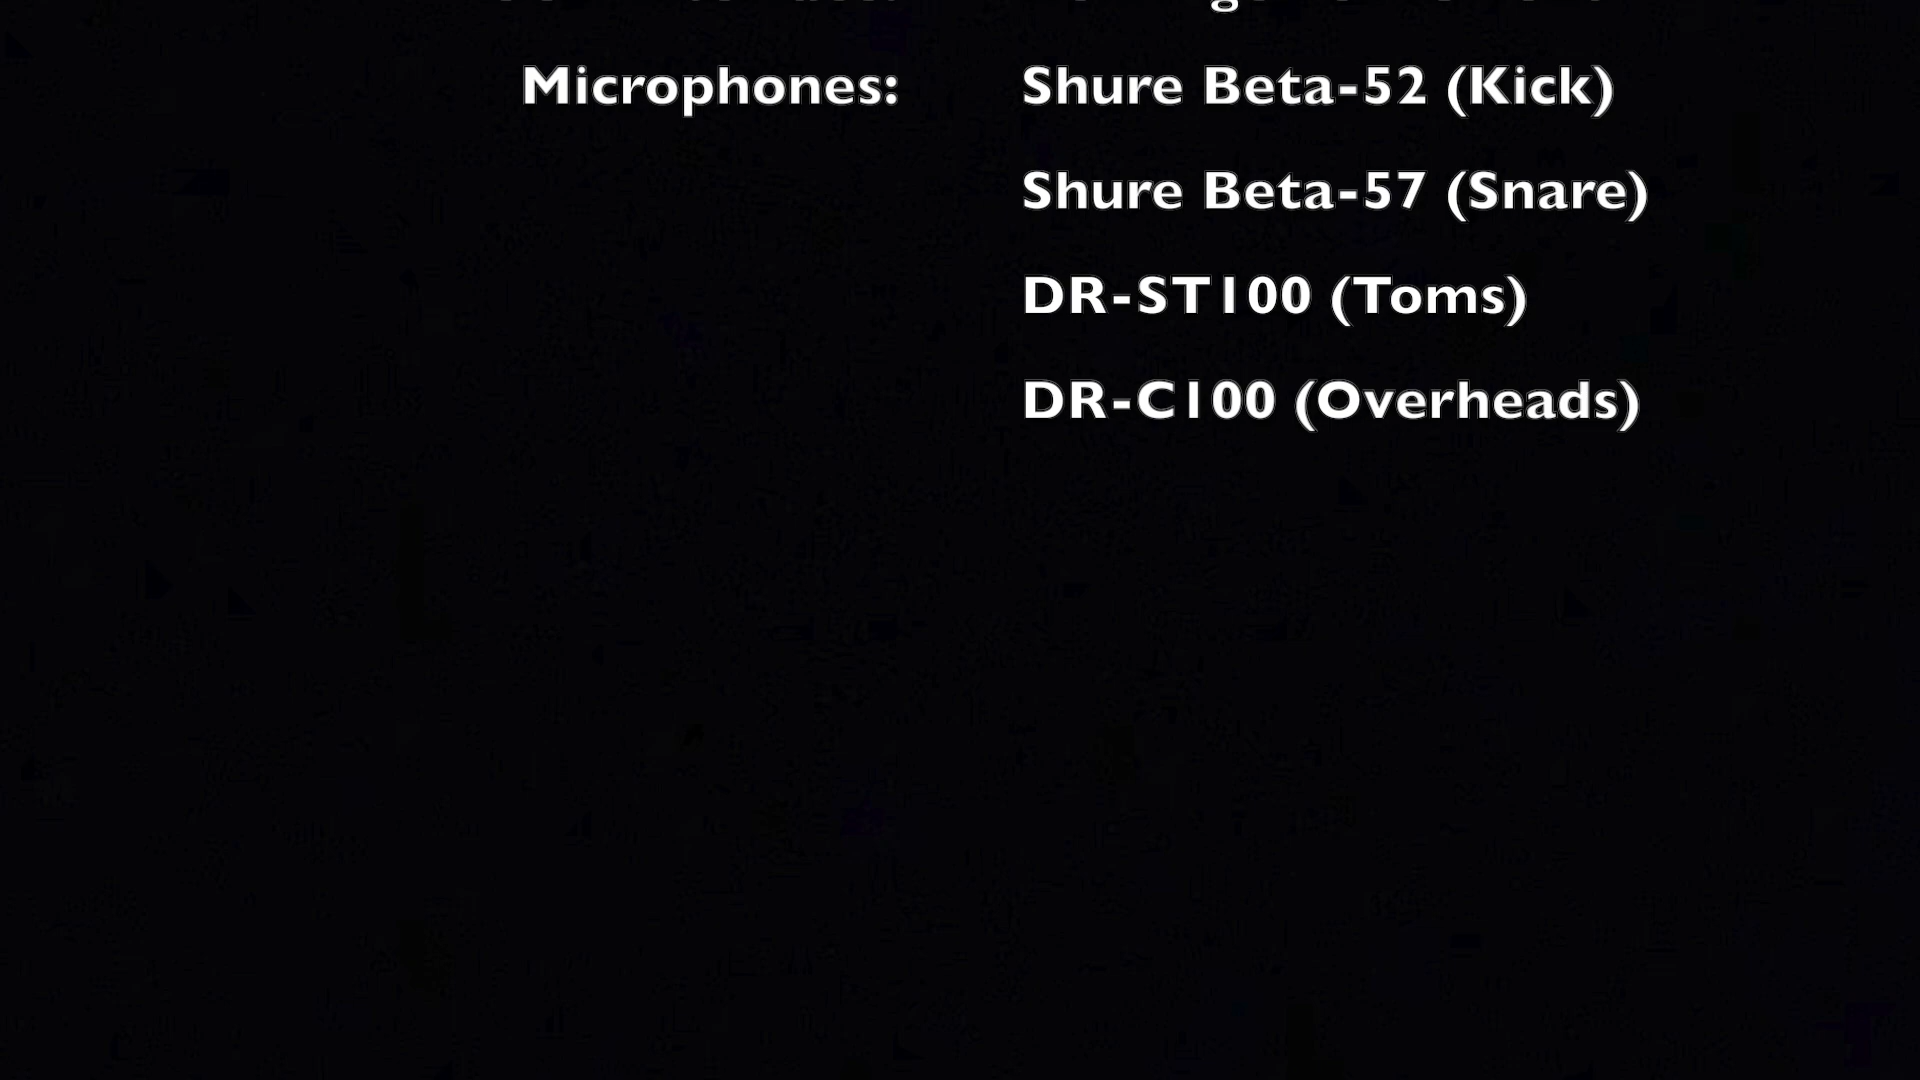 Microphones: Shure Beta-52 (Kick)
Shure Beta-57 (Snare)
DR-ST100 (Toms)
DR-C100 (Overheads)